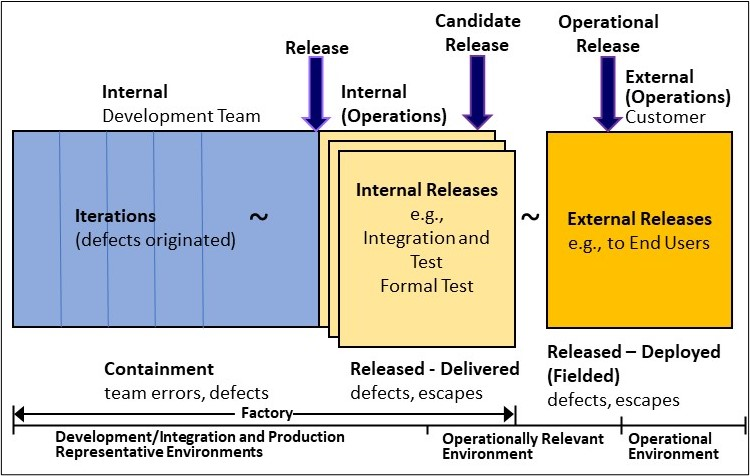 Release
Candidate
Release
Operational
Release
Internal
Development Team
Internal
(Operations)
External
(Operations)
Customer
Iterations
(defects originated)
~
Internal Releases
e.g.,
Integration and
Test
Formal Test
~
External Releases
e.g., to End Users
Containment
team errors, defects
Released - Delivered
defects, escapes
Released – Deployed
(Fielded)
defects, escapes
Factory
Development/Integration and Production
Representative Environments
Operationally Relevant
Environment
Operational
Environment